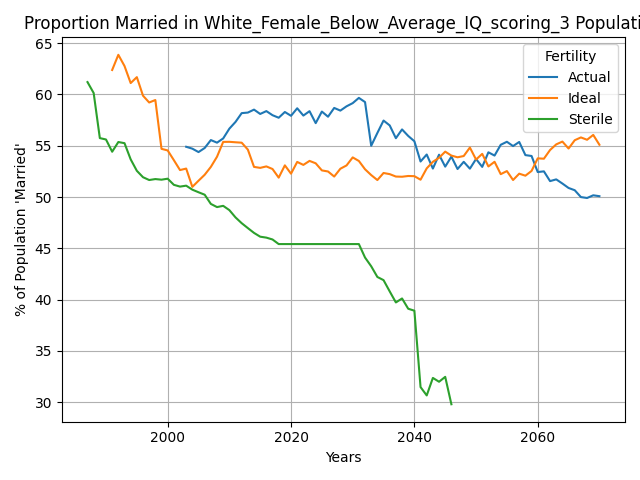 Proportion Married in White_Female_Below_Average_IQ_scoring_3 Populati
Fertility
Actual
Ideal
Sterile
% of Population 'Married'
65
60
55
50
45
40
35
30
2000 2020 2040 2060
Years